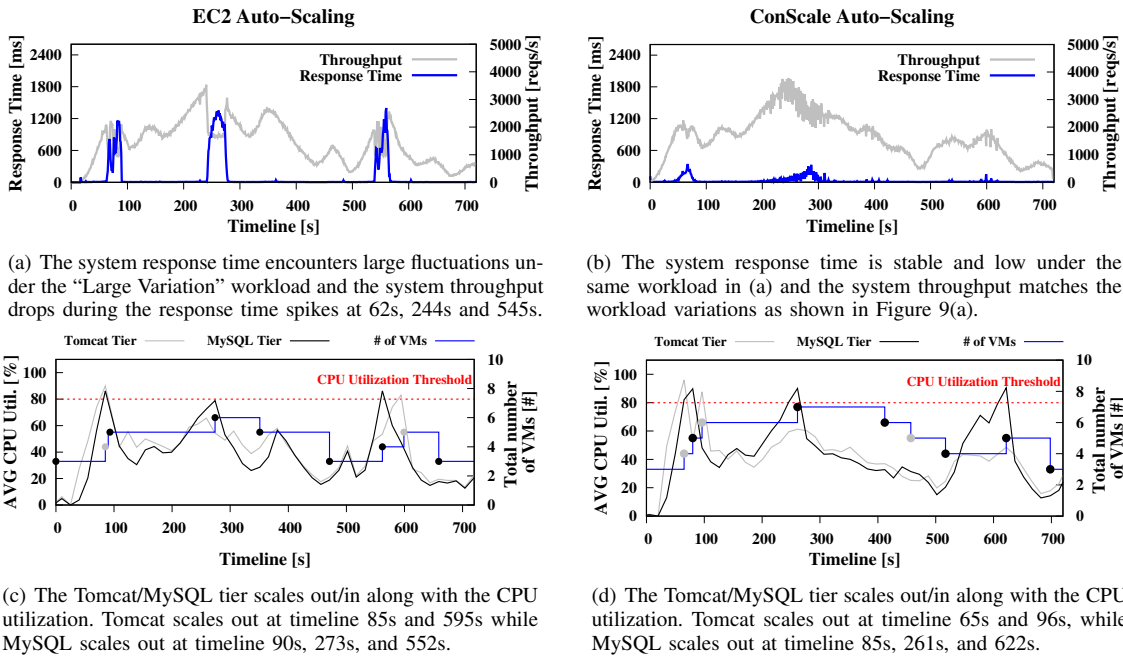 EC2 Auto−Scaling
Response Time [ms]
2400
1800
1200
600
0
Throughput
Response Time
5000
4000
3000
2000
1000
0
Throughput [reqs/s]
0 100 200 300 400 500 600 700
Timeline [s]
(a) The system response time encounters large fluctuations un-
der the “Large Variation” workload and the system throughput
drops during the response time spikes at 62s, 244s and 545s.
ConScale Auto−Scaling
Response Time [ms]
2400
1800
1200
600
0
Throughput
Response Time
5000
4000
3000
2000
1000
0
Throughput [reqs/s]
0 100 200 300 400 500 600 700
Timeline [s]
(b) The system response time is stable and low under the
same workload in (a) and the system throughput matches the
workload variations as shown in Figure 9(a).
Tomcat Tier MySQL Tier # of VMs
AVG CPU Util. [%]
100
80
60
40
20
0
CPU Utilization Threshold
10
8
6
4
2
0
Total number
of VMs [#]
0 100 200 300 400 500 600 700
Timeline [s]
(c) The Tomcat/MySQL tier scales out/in along with the CPU
utilization. Tomcat scales out at timeline 85s and 595s while
MySQL scales out at timeline 90s, 273s, and 552s.
Tomcat Tier MySQL Tier # of VMs
AVG CPU Util. [%]
100
80
60
40
20
0
CPU Utilization Threshold
10
8
6
4
2
0
Total number
of VMs [#]
0 100 200 300 400 500 600 700
Timeline [s]
(d) The Tomcat/MySQL tier scales out/in along with the CPU
utilization. Tomcat scales out at timeline 65s and 96s, while
MySQL scales out at timeline 85s, 261s, and 622s.